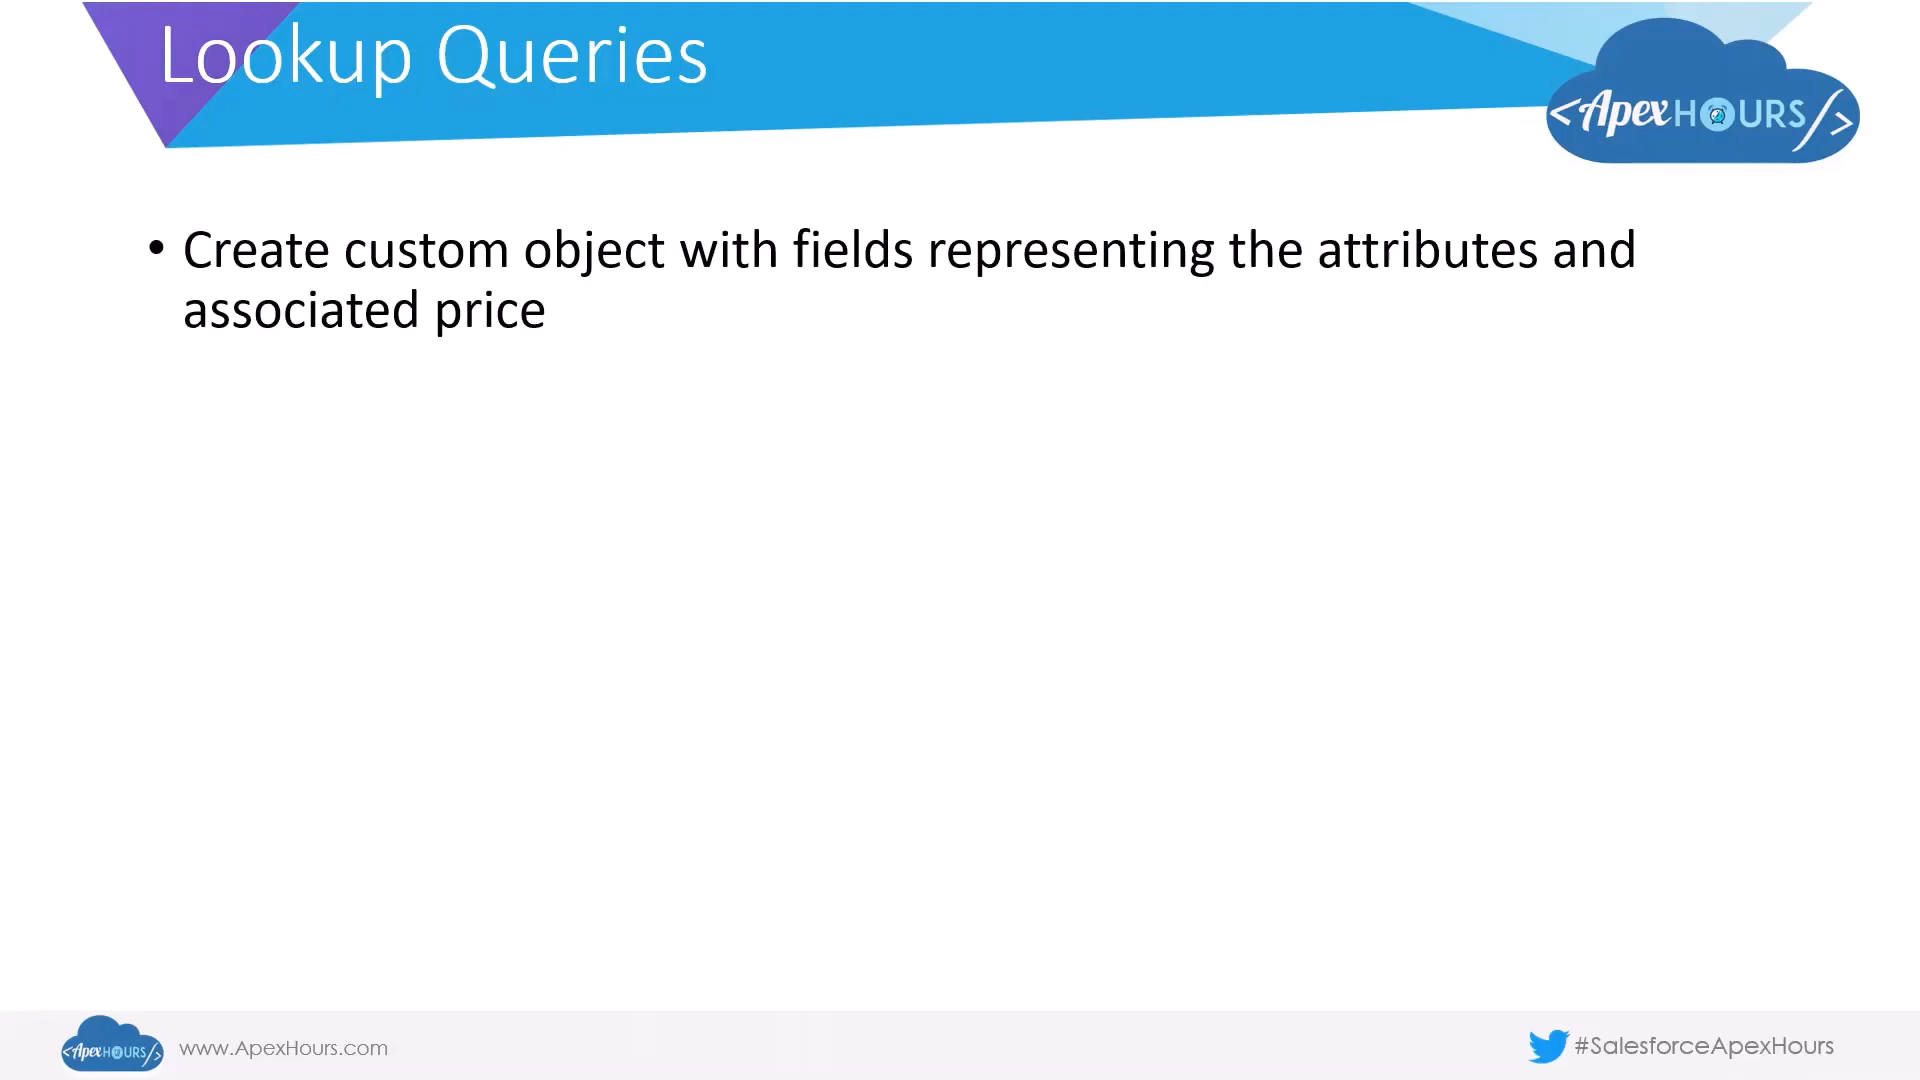 Lookup Queries
<ApexHOURS/>
• Create custom object with fields representing the attributes and
associated price
<ApexHOURS/>
www.ApexHours.com
#SalesforceApexHours